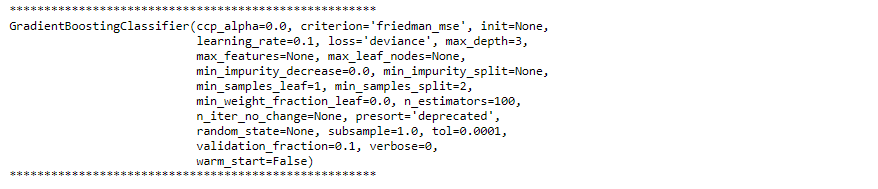 *****************************************************
GradientBoostingClassifier(ccp_alpha=0.0, criterion='friedman_mse', init=None,
                           learning_rate=0.1, loss='deviance', max_depth=3,
                           max_features=None, max_leaf_nodes=None,
                           min_impurity_decrease=0.0, min_impurity_split=None,
                           min_samples_leaf=1, min_samples_split=2,
                           min_weight_fraction_leaf=0.0, n_estimators=100,
                           n_iter_no_change=None, presort='deprecated',
                           random_state=None, subsample=1.0, tol=0.0001,
                           validation_fraction=0.1, verbose=0,
                           warm_start=False)
*****************************************************